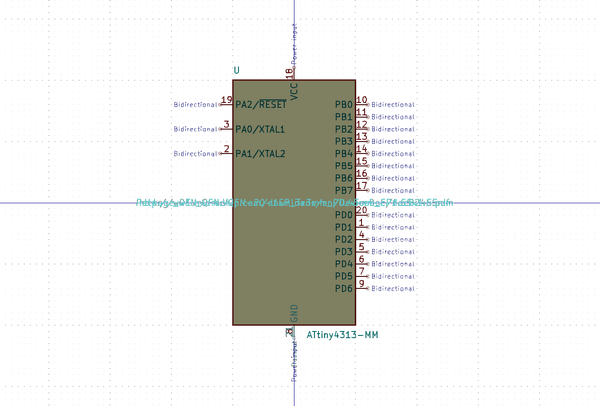 Power input
18
U
VCC
Bidirectional 19 PA2/RESET PB0 10 Bidirectional
PB1 11 Bidirectional
Bidirectional 3 PA0/XTAL1 PB2 12 Bidirectional
PB3 13 Bidirectional
Bidirectional 2 PA1/XTAL2 PB4 14 Bidirectional
PB5 15 Bidirectional
PB6 16 Bidirectional
PB7 17 Bidirectional
PD0 20 Bidirectional
PD1 1 Bidirectional
PD2 4 Bidirectional
PD3 5 Bidirectional
PD4 6 Bidirectional
PD5 7 Bidirectional
PD6 9 Bidirectional
GND
ATtiny4313-MM